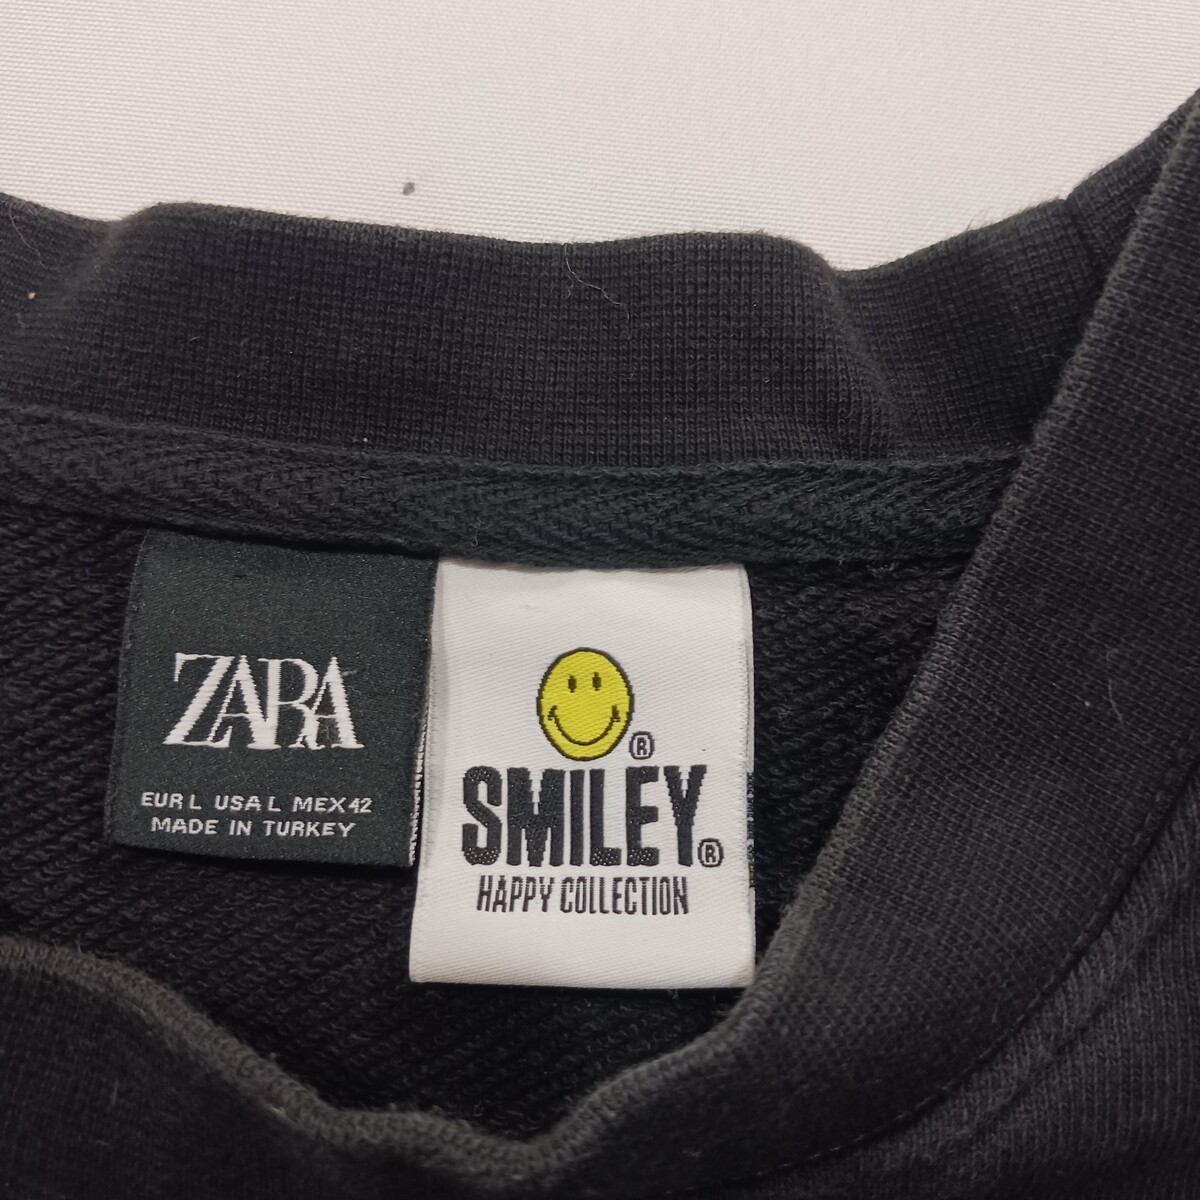 ZARA
EUR L USA L MEX 42
MADE IN TURKEY
®
SMILEY®
HAPPY COLLECTION